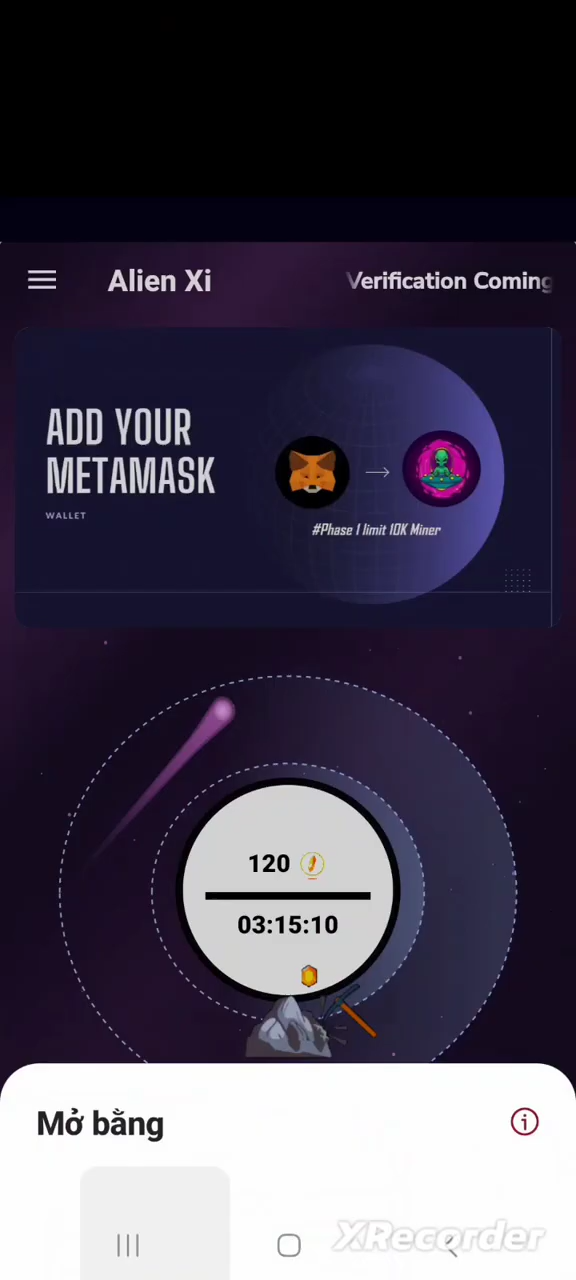 Alien Xi
Verification Coming
ADD YOUR
METAMASK
WALLET
#Phase 1 limit 10K Miner
120
03:15:10
Mở bằng
XRecorder